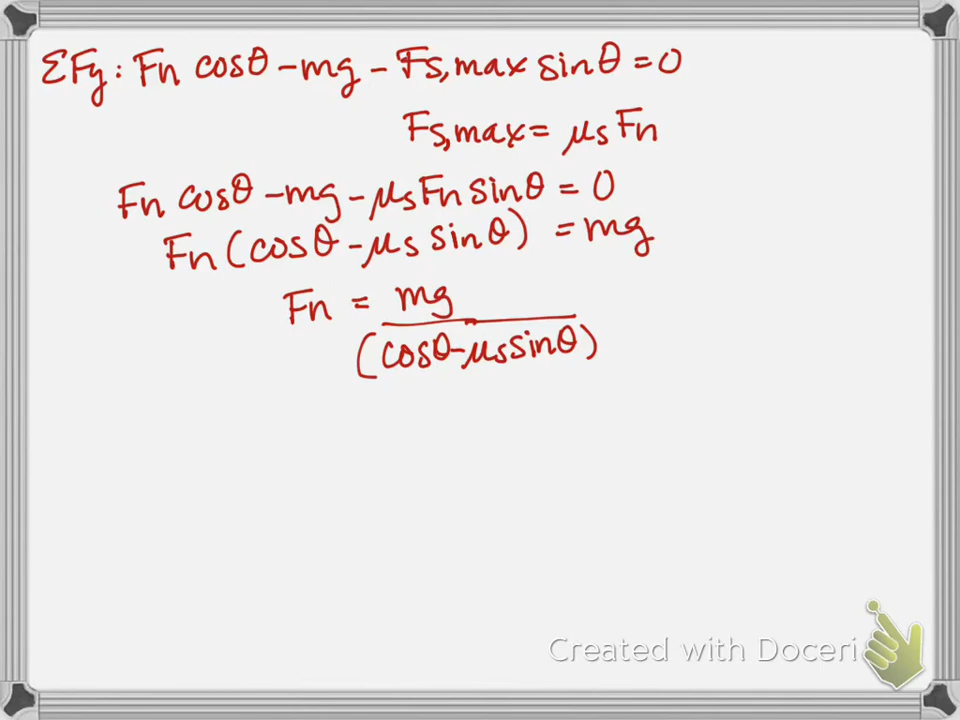 ΣFy: Fn cosθ - mg - Fs,max sinθ = 0
Fs,max = μs Fn
Fn cosθ - mg - μs Fn sinθ = 0
Fn (cosθ - μs sinθ) = mg
Fn = mg
(cosθ - μs sinθ)
Created with Doceri